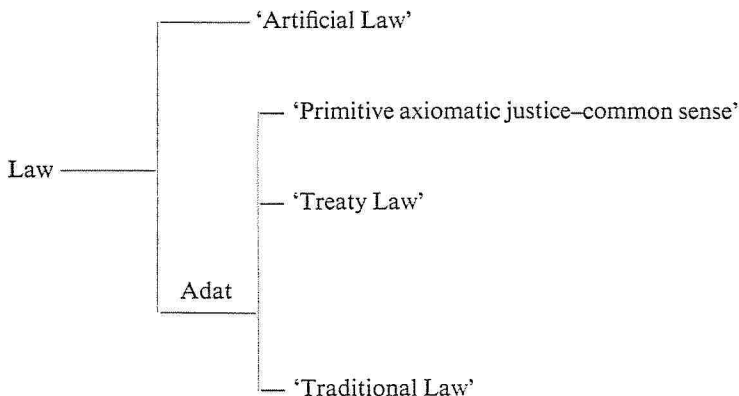 ‘Artificial Law’
‘Primitive axiomatic justice–common sense’
Law
‘Treaty Law’
Adat
‘Traditional Law’